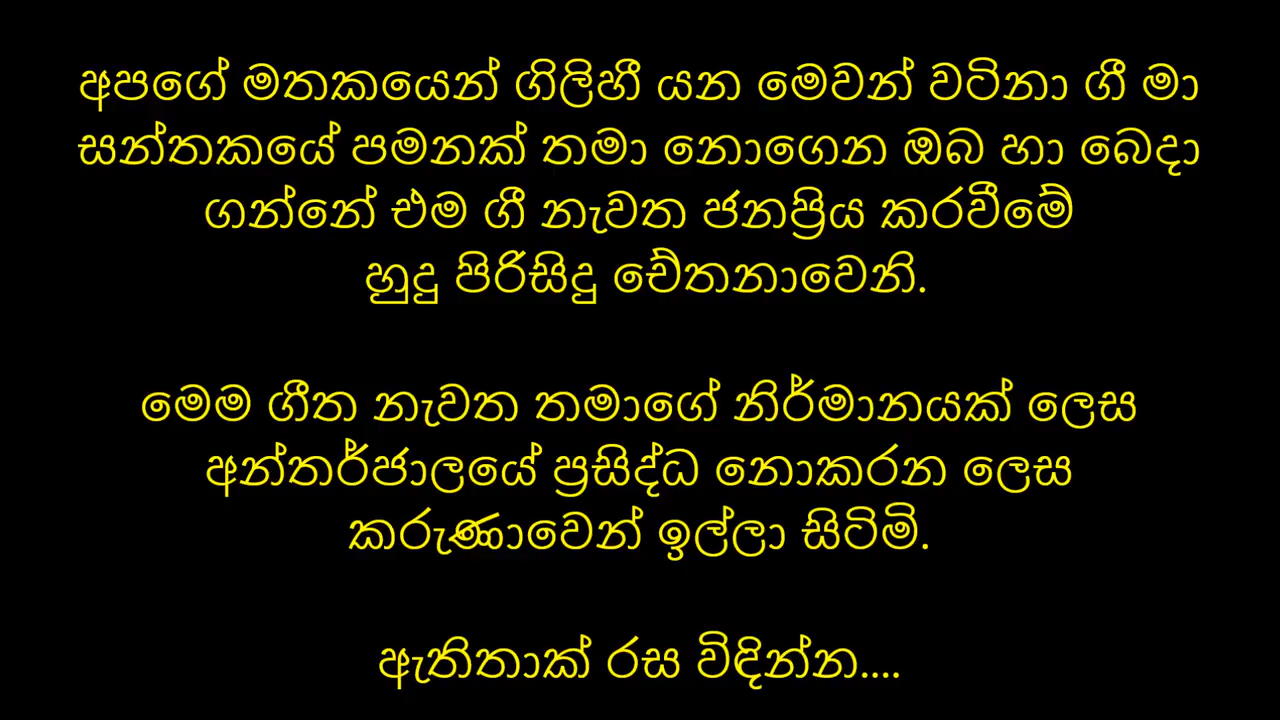 අපගේ මතකයෙන් ගිලිහී යන මෙවන් වටිනා ගී මා
සන්තකයේ පමනක් තමා නොගෙන ඔබ හා බෙදා
ගන්නේ එම ගී නැවත ජනප්‍රිය කරවීමේ
හුදු පිරිසිදු චේතනාවෙනි.
මෙම ගීත නැවත තමාගේ නිර්මානයක් ලෙස
අන්තර්ජාලයේ ප්‍රසිද්ධ නොකරන ලෙස
කරුණාවෙන් ඉල්ලා සිටිමි.
ඇතිතාක් රස විඳින්න....